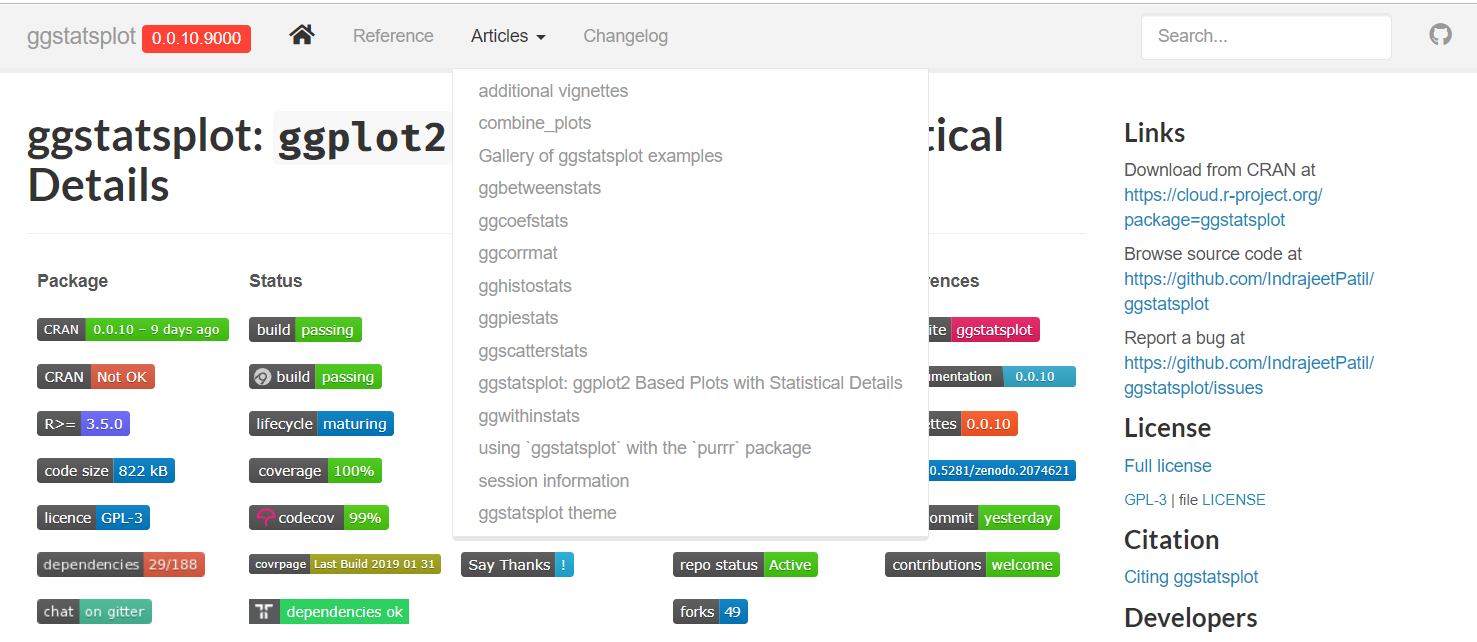 ggstatsplot 0.0.10.9000 Reference Articles Changelog Search...
additional vignettes
combine_plots
Gallery of ggstatsplot examples
ggbetweenstats
ggcoefstats
ggcorrmat
gghistostats
ggpiestats
ggscatterstats
ggstatsplot: ggplot2 Based Plots with Statistical Details
ggwithinstats
using `ggstatsplot` with the `purrr` package
session information
ggstatsplot theme
ggstatsplot: ggplot2 tical
Details
Package Status rences
CRAN 0.0.10 – 9 days ago build passing ite ggstatsplot
CRAN Not OK build passing mentation 0.0.10
R>= 3.5.0 lifecycle maturing ttes 0.0.10
code size 822 kB coverage 100% 0.5281/zenodo.2074621
licence GPL-3 codecov 99% ommit yesterday
dependencies 29/188 covrpage Last Build 2019 01 31 Say Thanks ! repo status Active contributions welcome
chat on gitter dependencies ok forks 49
Links
Download from CRAN at
https://cloud.r-project.org/
package=ggstatsplot
Browse source code at
https://github.com/IndrajeetPatil/
ggstatsplot
Report a bug at
https://github.com/IndrajeetPatil/
ggstatsplot/issues
License
Full license
GPL-3 | file LICENSE
Citation
Citing ggstatsplot
Developers